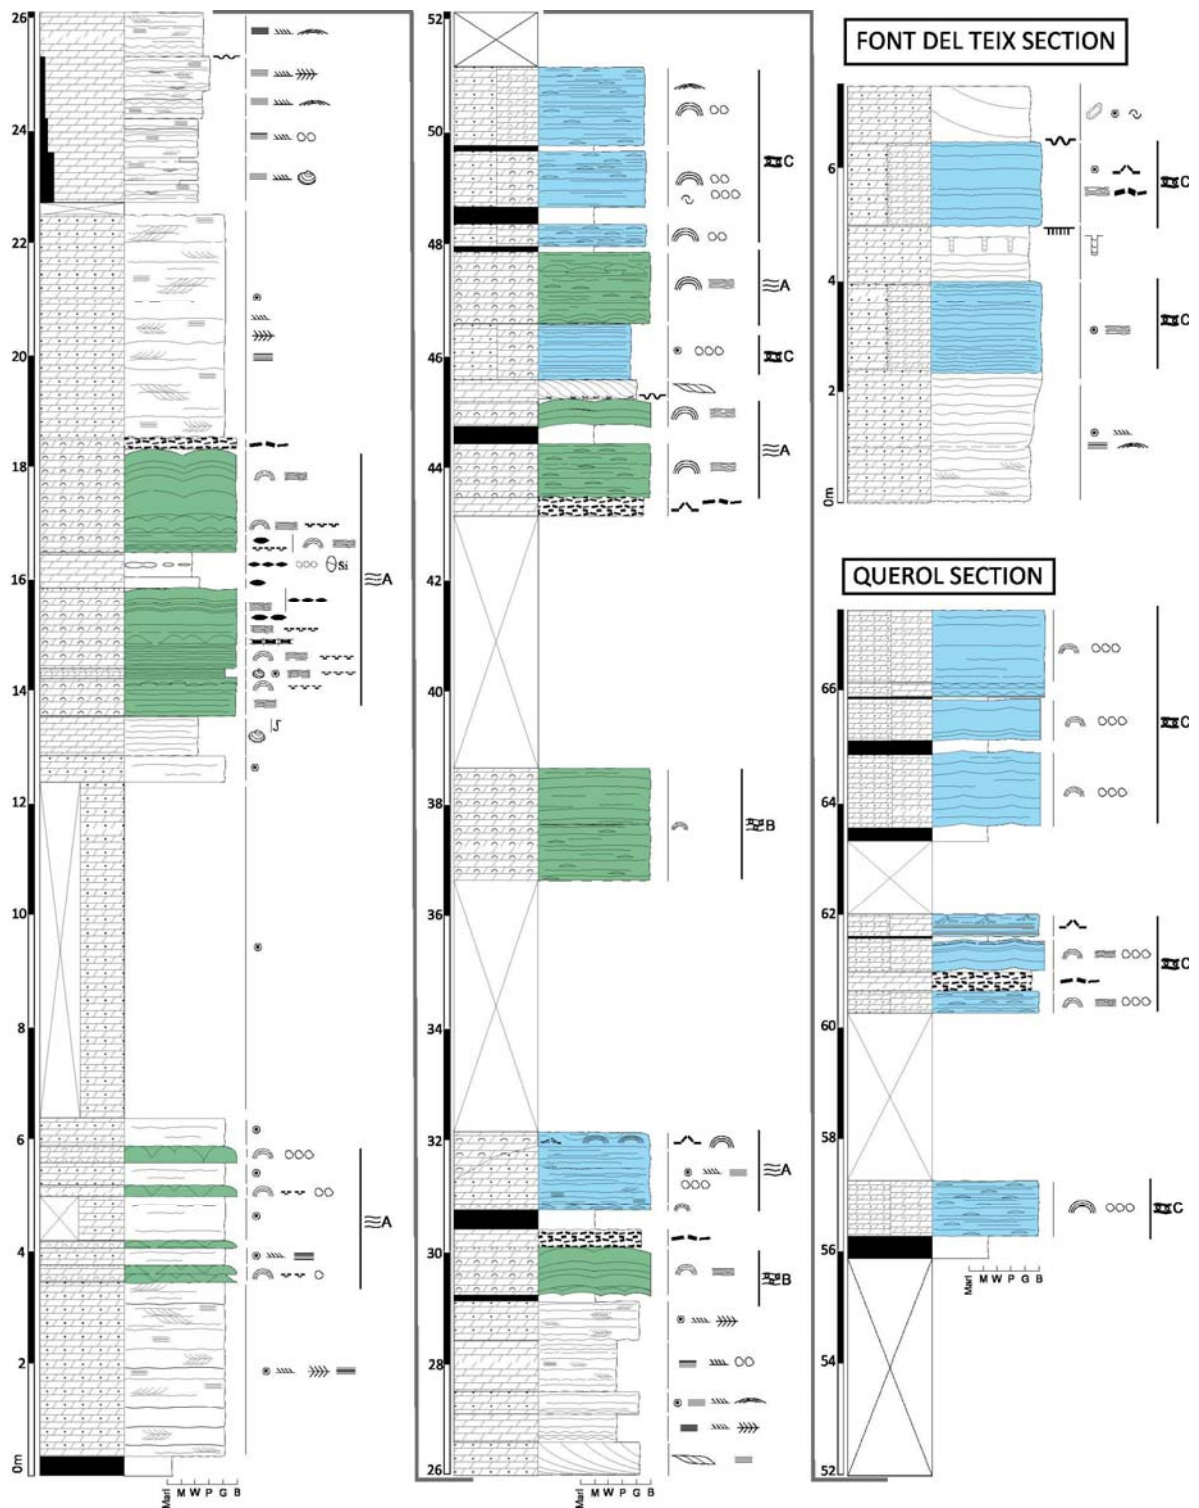 26
24
22
20
18
16
14
12
10
8
6
4
2
0m
Si
A
A
Marl M W P G B
52
50
48
46
44
42
40
38
36
34
32
30
28
26
C
A
C
A
B
A
B
Marl M W P G B
FONT DEL TEIX SECTION
6
4
2
0m
C
C
QUEROL SECTION
66
64
62
60
58
56
54
52
C
C
C
Marl M W P G B